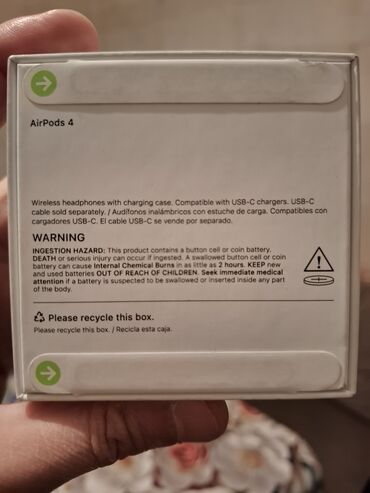 AirPods 4
Wireless headphones with charging case. Compatible with USB-C chargers. USB-C
cable sold separately. / Audífonos inalámbricos con estuche de carga. Compatibles con
cargadores USB-C. El cable USB-C se vende por separado.
WARNING
INGESTION HAZARD: This product contains a button cell or coin battery.
DEATH or serious injury can occur if ingested. A swallowed button cell or coin
battery can cause Internal Chemical Burns in as little as 2 hours. KEEP new
and used batteries OUT OF REACH OF CHILDREN. Seek immediate medical
attention if a battery is suspected to be swallowed or inserted inside any part
of the body.
Please recycle this box.
Please recycle this box. / Recicla esta caja.